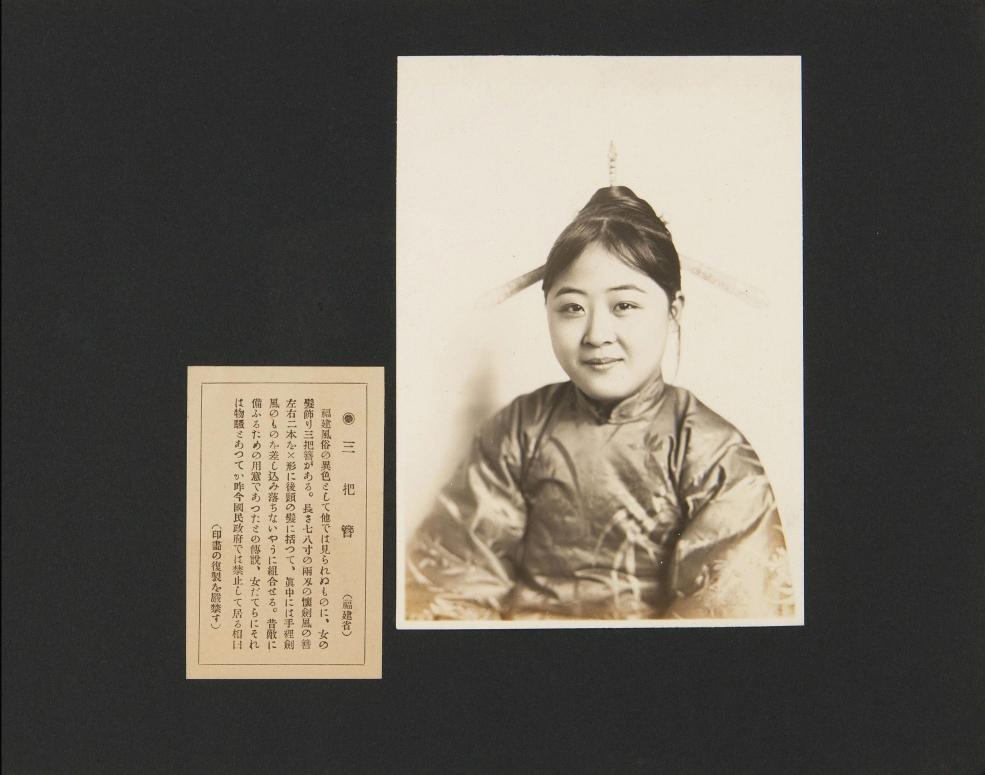 ◉三把簪 (福建省)
福建風俗の異色として他では見られぬものに、女の
髮飾り三把簪がある。長さ七八寸の兩刄の懷劍風の簪
左右二本を×形に後頭の髮に括つて、眞中には手裡劍
風のものを差し込み落ちないやうに組合せる。昔敵に
備ふるための用意であつたとの傳説、女だてらにそれ
は物騷とあつてか昨今國民政府では禁止して居る相口
(印畫の復製を嚴禁す)